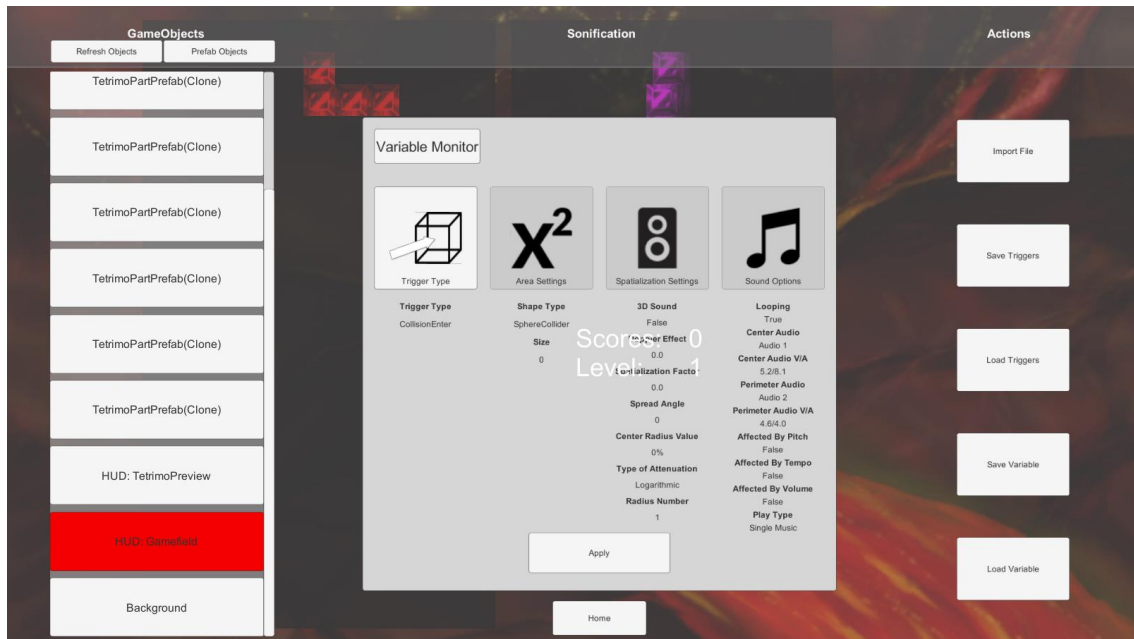 GameObjects
Refresh Objects
Prefab Objects
TetrimoPartPrefab(Clone)
TetrimoPartPrefab(Clone)
TetrimoPartPrefab(Clone)
TetrimoPartPrefab(Clone)
TetrimoPartPrefab(Clone)
TetrimoPartPrefab(Clone)
HUD: TetrimoPreview
HUD: Gamefield
Background
Sonification
Variable Monitor
Trigger Type
Trigger Type
CollisionEnter
X²
Area Settings
Shape Type
SphereCollider
Size
0
Spatialization Settings
3D Sound
False
Effect
0.0
Spatialization Factor
0.0
Spread Angle
0
Center Radius Value
0%
Type of Attenuation
Logarithmic
Radius Number
1
Sound Options
Looping
True
Center Audio
Audio 1
Center Audio V/A
5.2/8.1
Perimeter Audio
Audio 2
Perimeter Audio V/A
4.6/4.0
Affected By Pitch
False
Affected By Tempo
False
Affected By Volume
False
Play Type
Single Music
Scores: 0
Level: 1
Apply
Home
Actions
Import File
Save Triggers
Load Triggers
Save Variable
Load Variable